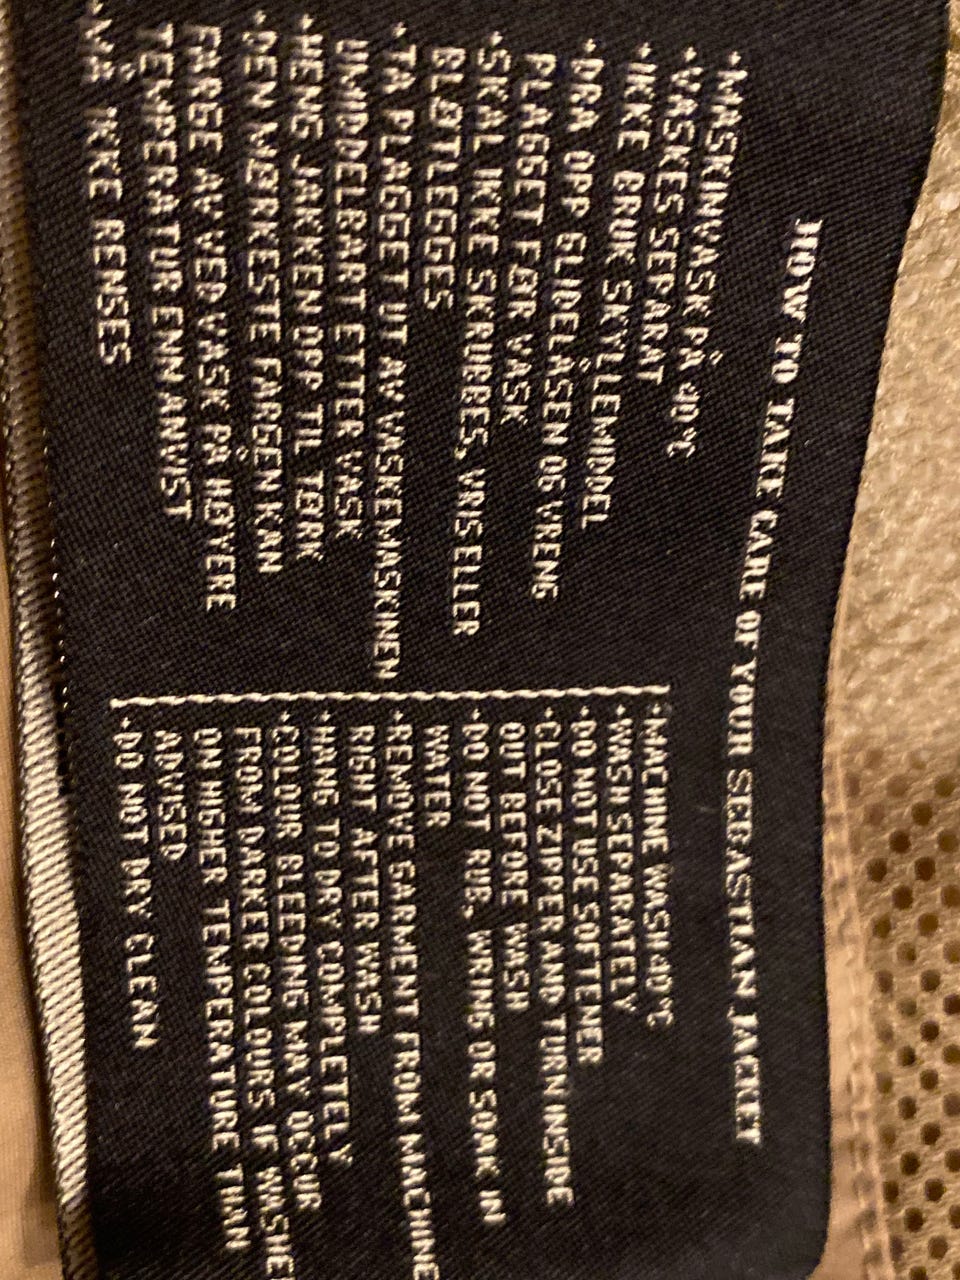 HOW TO TAKE CARE OF YOUR SEBASTIAN JACKET
•MASKINVASK PÅ 40°C
•VASKES SEPARAT
•IKKE BRUK SKYLLEMIDDEL
•DRA OPP GLIDELÅSEN OG VRENG
PLAGGET FØR VASK
•SKAL IKKE SKRUBBES, VRIS ELLER
BLØTLEGGES
•TA PLAGGET UT AV VASKEMASKINEN
UMIDDELBART ETTER VASK
•HENG JAKKEN OPP TIL TØRK
•DEN MØRKESTE FARGEN KAN
FARGE AV VED VASK PÅ HØYERE
TEMPERATUR ENN ANVIST
•MÅ IKKE RENSES
•MACHINE WASH 40°C
•WASH SEPARATELY
•DO NOT USE SOFTENER
•CLOSE ZIPPER AND TURN INSIDE
OUT BEFORE WASH
•DO NOT RUB, WRING OR SOAK IN
WATER
•REMOVE GARMENT FROM MACHINE
RIGHT AFTER WASH
•HANG TO DRY COMPLETELY
•COLOUR BLEEDING MAY OCCUR
FROM DARKER COLOURS IF WASHE
ON HIGHER TEMPERATURE THAN
ADVISED
•DO NOT DRY CLEAN